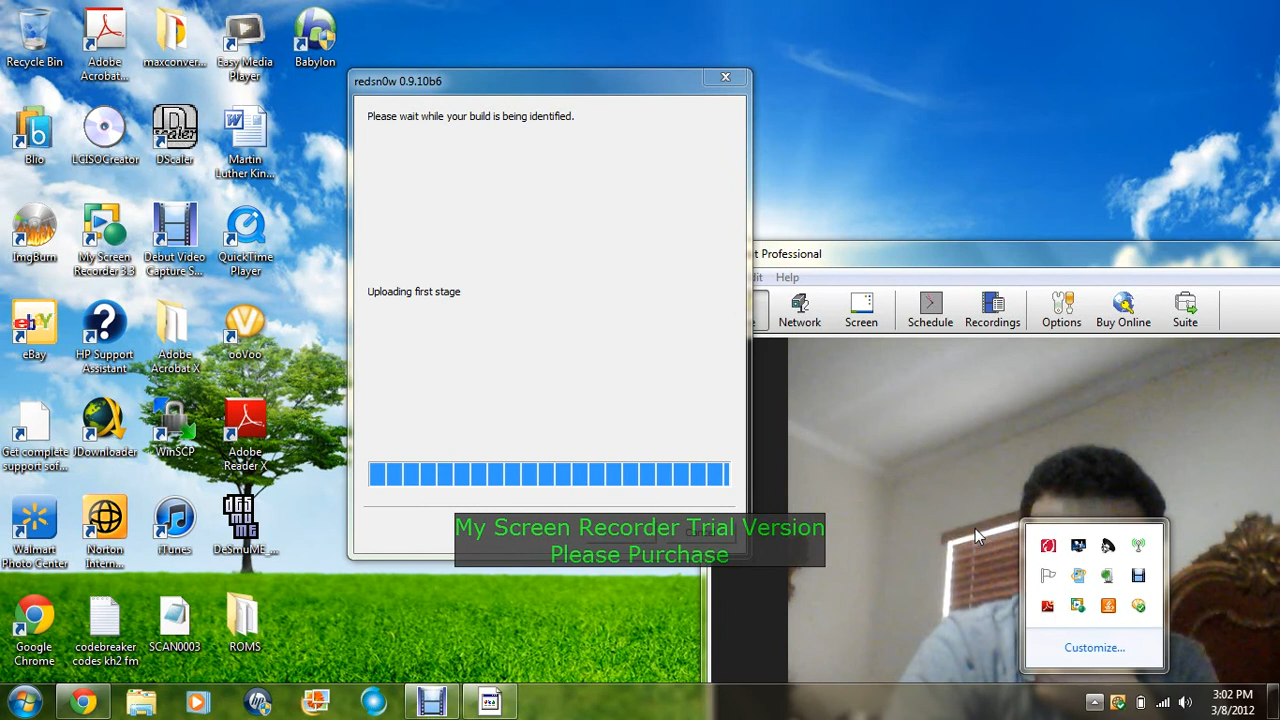 Recycle Bin
Adobe
Acrobat...
maxconver...
Easy Media
Player
Babylon
Blio
LCISOCreator
DScaler
Martin
Luther Kin...
ImgBurn
My Screen
Recorder 3.3
Debut Video
Capture S...
QuickTime
Player
eBay
HP Support
Assistant
Adobe
Acrobat X
ooVoo
Get complete
support sof...
JDownloader
WinSCP
Adobe
Reader X
Walmart
Photo Center
Norton
Intern...
iTunes
DeSmuME_...
Google
Chrome
codebreaker
codes kh2 fm
SCAN0003
ROMS
redsn0w 0.9.10b6
Please wait while your build is being identified.
Uploading first stage
My Screen Recorder Trial Version
Please Purchase
t Professional
dit Help
Network
Screen
Schedule
Recordings
Options
Buy Online
Suite
Customize...
3:02 PM
3/8/2012